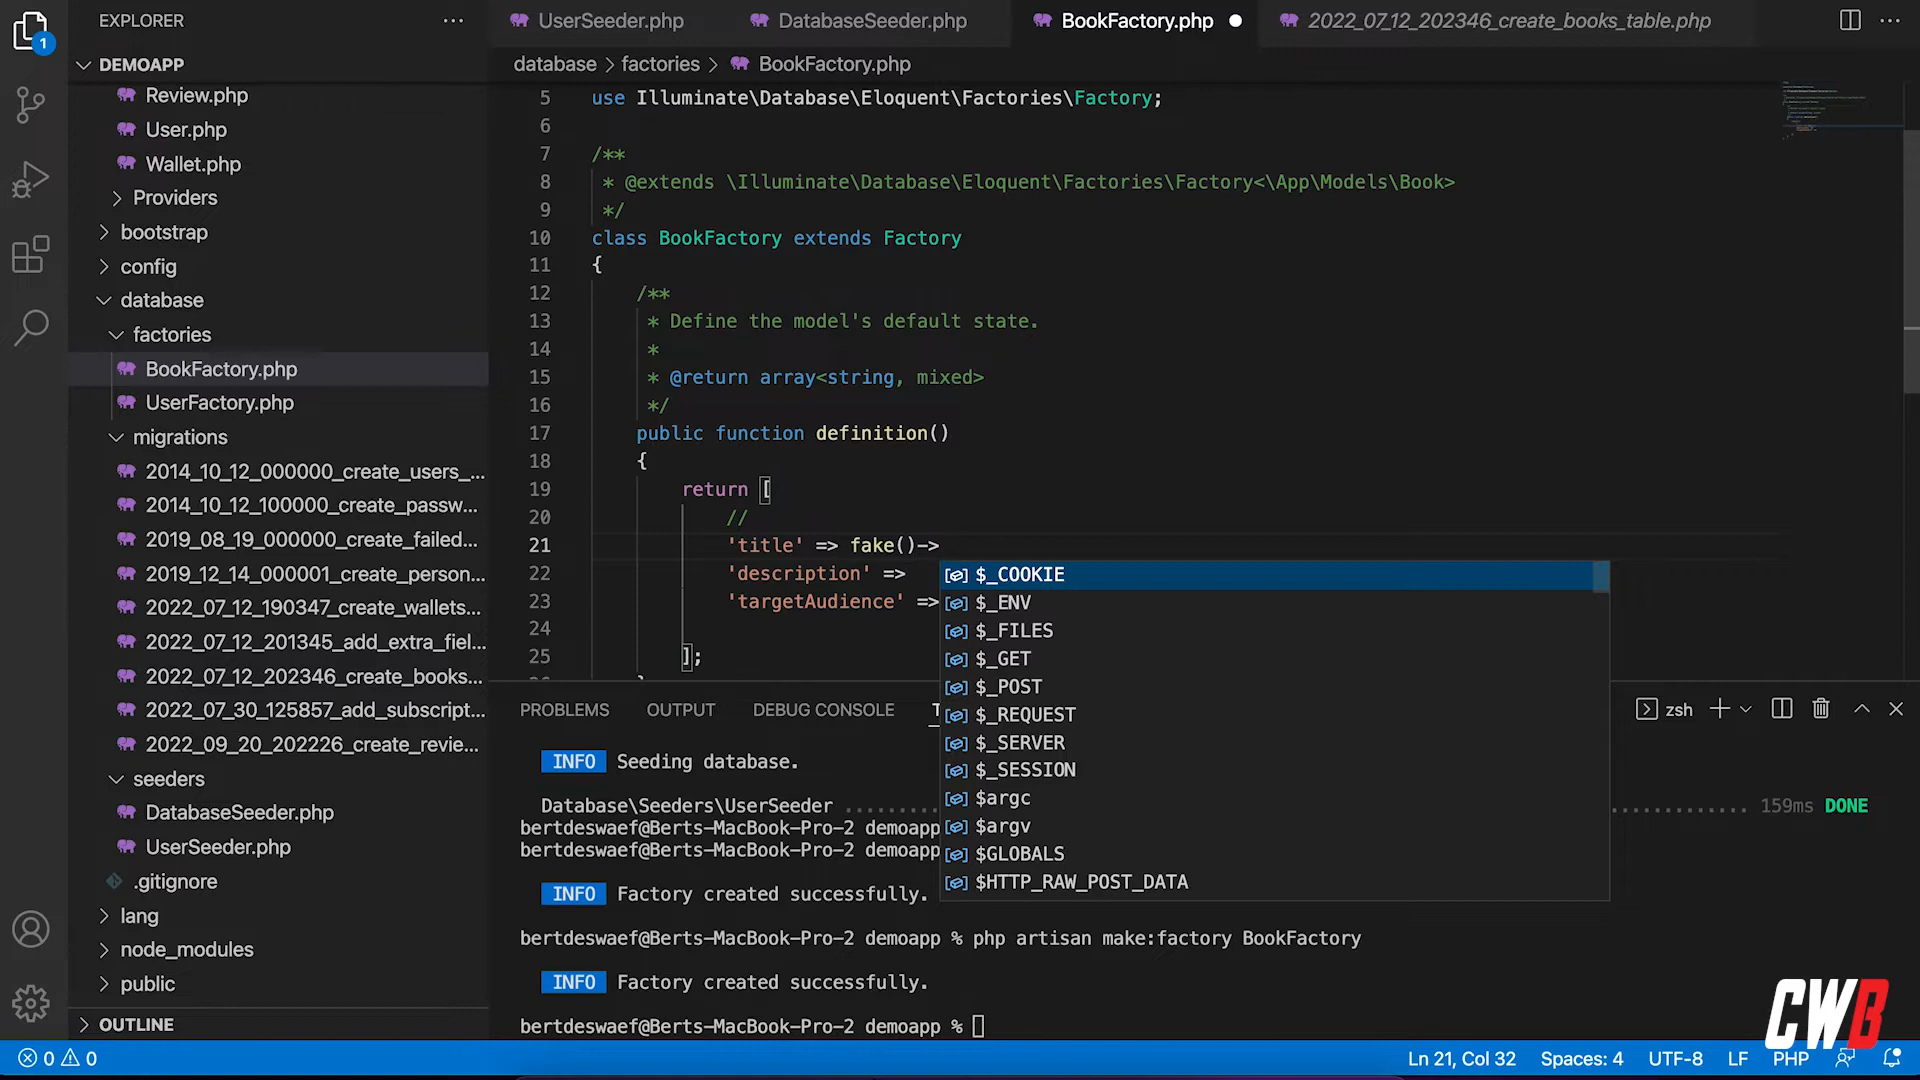 EXPLORER
UserSeeder.php
DatabaseSeeder.php
BookFactory.php
2022_07_12_202346_create_books_table.php
1
DEMOAPP
Review.php
User.php
Wallet.php
Providers
bootstrap
config
database
factories
BookFactory.php
UserFactory.php
migrations
2014_10_12_000000_create_users_...
2014_10_12_100000_create_passw...
2019_08_19_000000_create_failed...
2019_12_14_000001_create_person...
2022_07_12_190347_create_wallets...
2022_07_12_201345_add_extra_fiel...
2022_07_12_202346_create_books...
2022_07_30_125857_add_subscript...
2022_09_20_202226_create_revie...
seeders
DatabaseSeeder.php
UserSeeder.php
.gitignore
lang
node_modules
public
OUTLINE
database > factories > BookFactory.php
5 use Illuminate\Database\Eloquent\Factories\Factory;
6
7 /**
8 * @extends \Illuminate\Database\Eloquent\Factories\Factory<\App\Models\Book>
9 */
10 class BookFactory extends Factory
11 {
12 /**
13 * Define the model's default state.
14 *
15 * @return array<string, mixed>
16 */
17 public function definition()
18 {
19 return [
20 //
21 'title' => fake()->
22 'description' =>
23 'targetAudience' =>
24
25 ];
$_COOKIE
$_ENV
$_FILES
$_GET
$_POST
$_REQUEST
$_SERVER
$_SESSION
$argc
$argv
$GLOBALS
$HTTP_RAW_POST_DATA
PROBLEMS OUTPUT DEBUG CONSOLE T
zsh
INFO Seeding database.
Database\Seeders\UserSeeder ........ ............ 159ms DONE
bertdeswaef@Berts-MacBook-Pro-2 demoapp
bertdeswaef@Berts-MacBook-Pro-2 demoapp
INFO Factory created successfully.
bertdeswaef@Berts-MacBook-Pro-2 demoapp % php artisan make:factory BookFactory
INFO Factory created successfully.
bertdeswaef@Berts-MacBook-Pro-2 demoapp %
CWB
0 0
Ln 21, Col 32 Spaces: 4 UTF-8 LF PHP